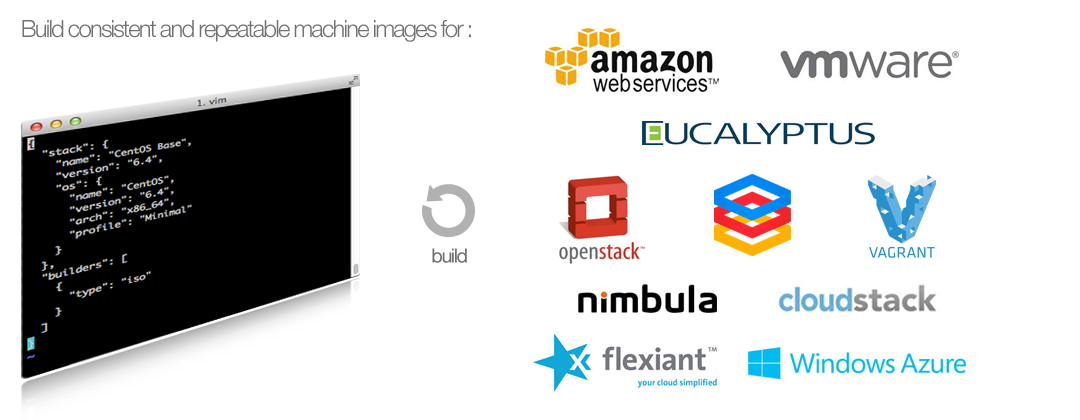 Build consistent and repeatable machine images for :
1. vim
{
"stack": {
"name": "CentOS Base",
"version": "6.4",
"os": {
"name": "CentOS",
"version": "6.4",
"arch": "x86_64",
"profile": "Minimal"
}
},
"builders": [
{
"type": "iso"
}
]
~
build
amazon
webservices™
vmware®
EUCALYPTUS
openstack™
VAGRANT
nimbula
cloudstack
flexiant™
your cloud simplified
Windows Azure